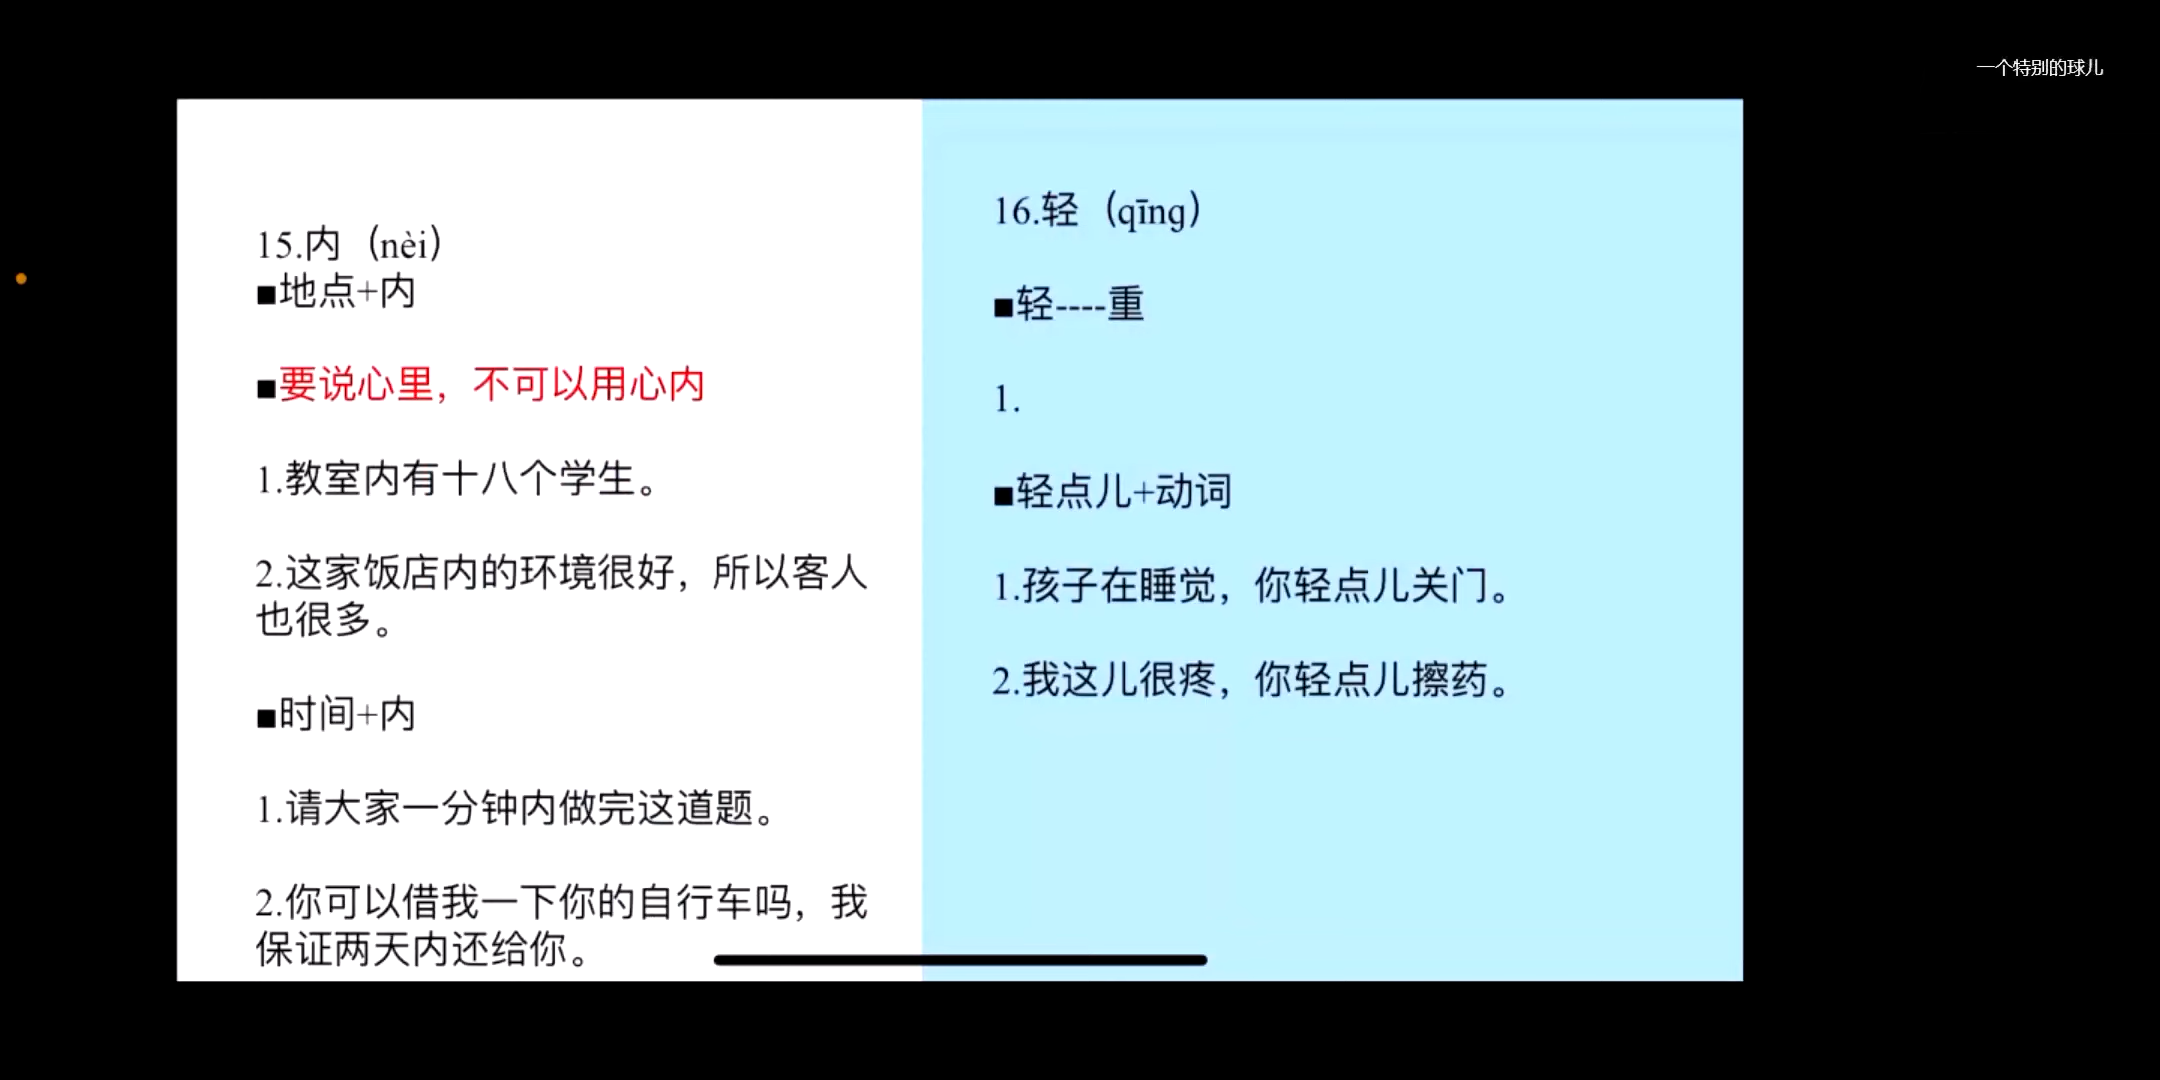 一个特别的球儿
15.内（nèi）
■地点+内
■要说心里，不可以用心内
1.教室内有十八个学生。
2.这家饭店内的环境很好，所以客人
也很多。
■时间+内
1.请大家一分钟内做完这道题。
2.你可以借我一下你的自行车吗，我
保证两天内还给你。
16.轻（qīng）
■轻----重
1.
■轻点儿+动词
1.孩子在睡觉，你轻点儿关门。
2.我这儿很疼，你轻点儿擦药。